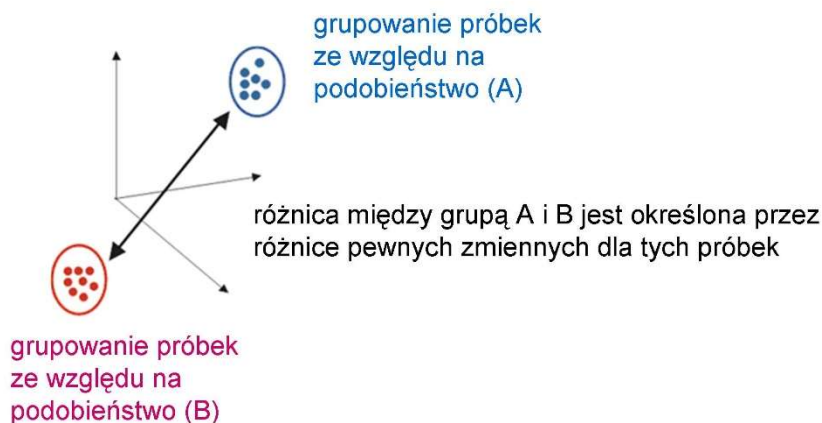 grupowanie próbek
ze względu na
podobieństwo (A)
różnica między grupą A i B jest określona przez
różnice pewnych zmiennych dla tych próbek
grupowanie próbek
ze względu na
podobieństwo (B)